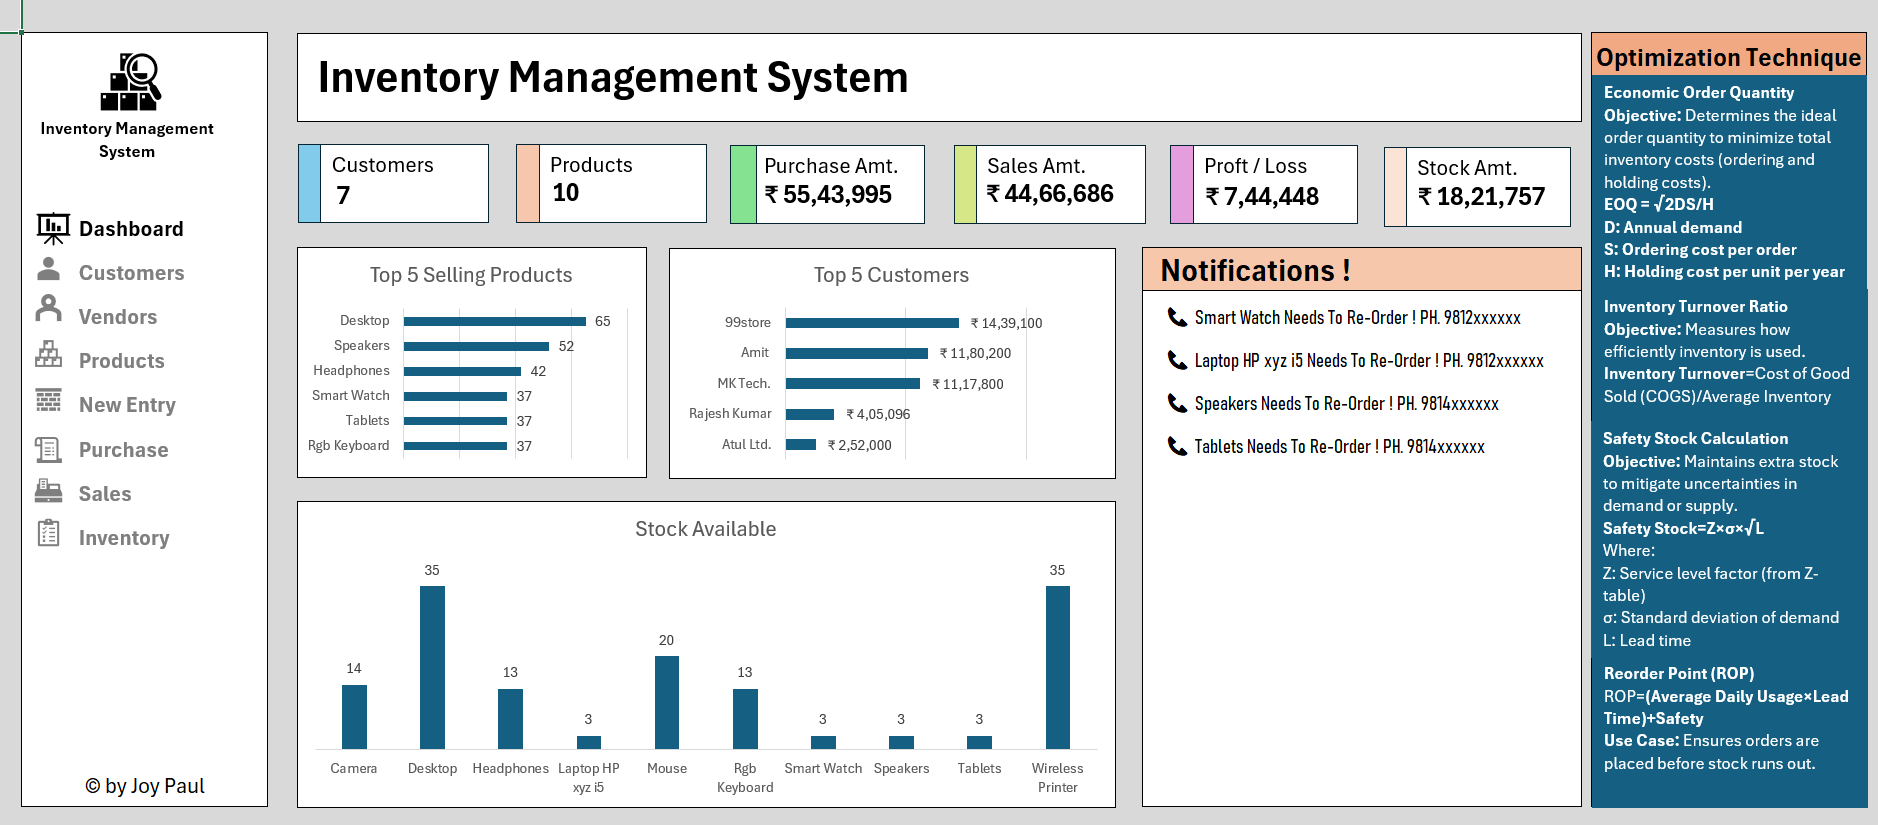 Inventory Management
System
Dashboard
Customers
Vendors
Products
New Entry
Purchase
Sales
Inventory
© by Joy Paul
Inventory Management System
Customers
7
Products
10
Purchase Amt.
₹ 55,43,995
Sales Amt.
₹ 44,66,686
Proft / Loss
₹ 7,44,448
Stock Amt.
₹ 18,21,757
Top 5 Selling Products
Desktop 65
Speakers 52
Headphones 42
Smart Watch 37
Tablets 37
Rgb Keyboard 37
Top 5 Customers
99store ₹ 14,39,100
Amit ₹ 11,80,200
MK Tech. ₹ 11,17,800
Rajesh Kumar ₹ 4,05,096
Atul Ltd. ₹ 2,52,000
Notifications !
Smart Watch Needs To Re-Order ! PH. 9812xxxxxx
Laptop HP xyz i5 Needs To Re-Order ! PH. 9812xxxxxx
Speakers Needs To Re-Order ! PH. 9814xxxxxx
Tablets Needs To Re-Order ! PH. 9814xxxxxx
Stock Available
14 35 13 3 20 13 3 3 3 35
Camera Desktop Headphones Laptop HP Mouse Rgb Smart Watch Speakers Tablets Wireless
xyz i5 Keyboard Printer
Optimization Technique
Economic Order Quantity
Objective: Determines the ideal
order quantity to minimize total
inventory costs (ordering and
holding costs).
EOQ = √2DS/H
D: Annual demand
S: Ordering cost per order
H: Holding cost per unit per year
Inventory Turnover Ratio
Objective: Measures how
efficiently inventory is used.
Inventory Turnover=Cost of Good
Sold (COGS)/Average Inventory
Safety Stock Calculation
Objective: Maintains extra stock
to mitigate uncertainties in
demand or supply.
Safety Stock=Z×σ×√L
Where:
Z: Service level factor (from Z-
table)
σ: Standard deviation of demand
L: Lead time
Reorder Point (ROP)
ROP=(Average Daily Usage×Lead
Time)+Safety
Use Case: Ensures orders are
placed before stock runs out.